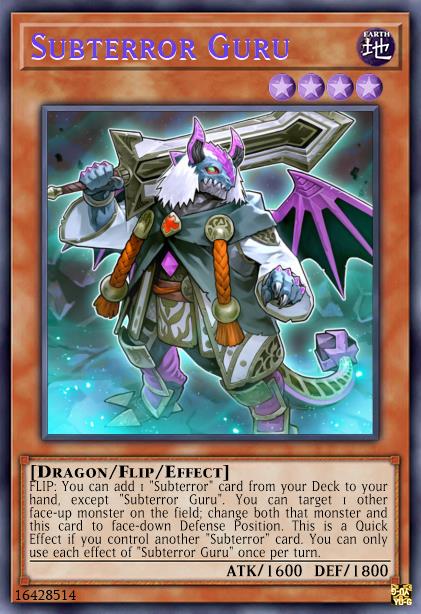 SUBTERROR GURU
EARTH
地
[DRAGON/FLIP/EFFECT]
FLIP: You can add 1 "Subterror" card from your Deck to your
hand, except "Subterror Guru". You can target 1 other
face-up monster on the field; change both that monster and
this card to face-down Defense Position. This is a Quick
Effect if you control another "Subterror" card. You can only
use each effect of "Subterror Guru" once per turn.
ATK/1600 DEF/1800
16428514